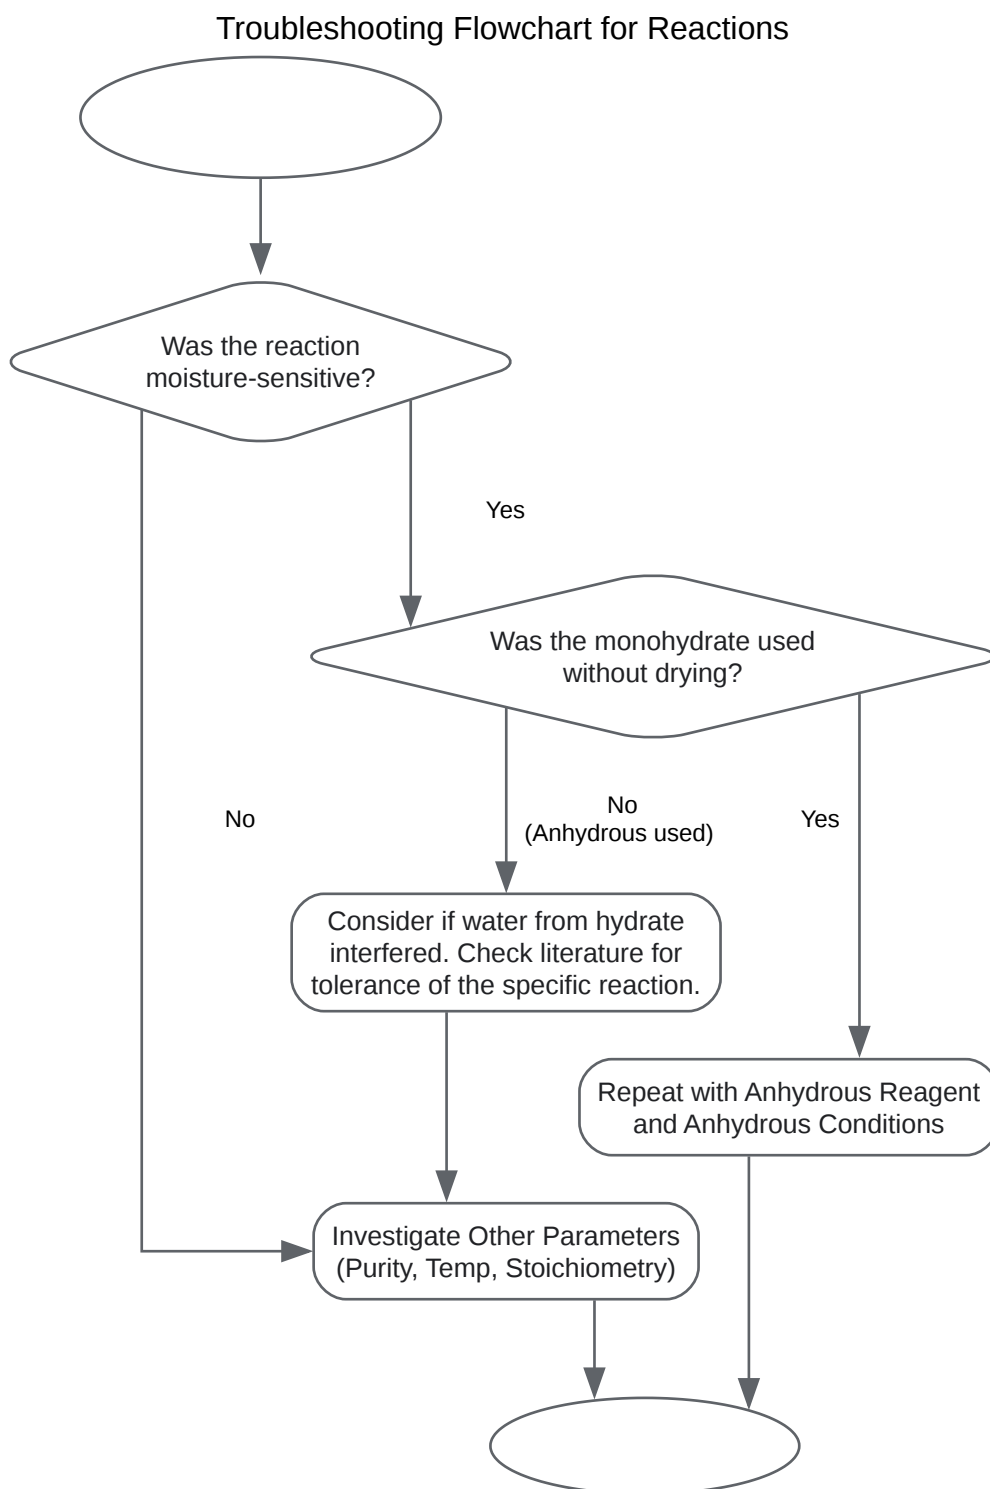 Troubleshooting Flowchart for Reactions
Was the reaction
moisture-sensitive?
Yes
Was the monohydrate used
without drying?
No
No
(Anhydrous used)
Yes
Consider if water from hydrate
interfered. Check literature for
tolerance of the specific reaction.
Repeat with Anhydrous Reagent
and Anhydrous Conditions
Investigate Other Parameters
(Purity, Temp, Stoichiometry)